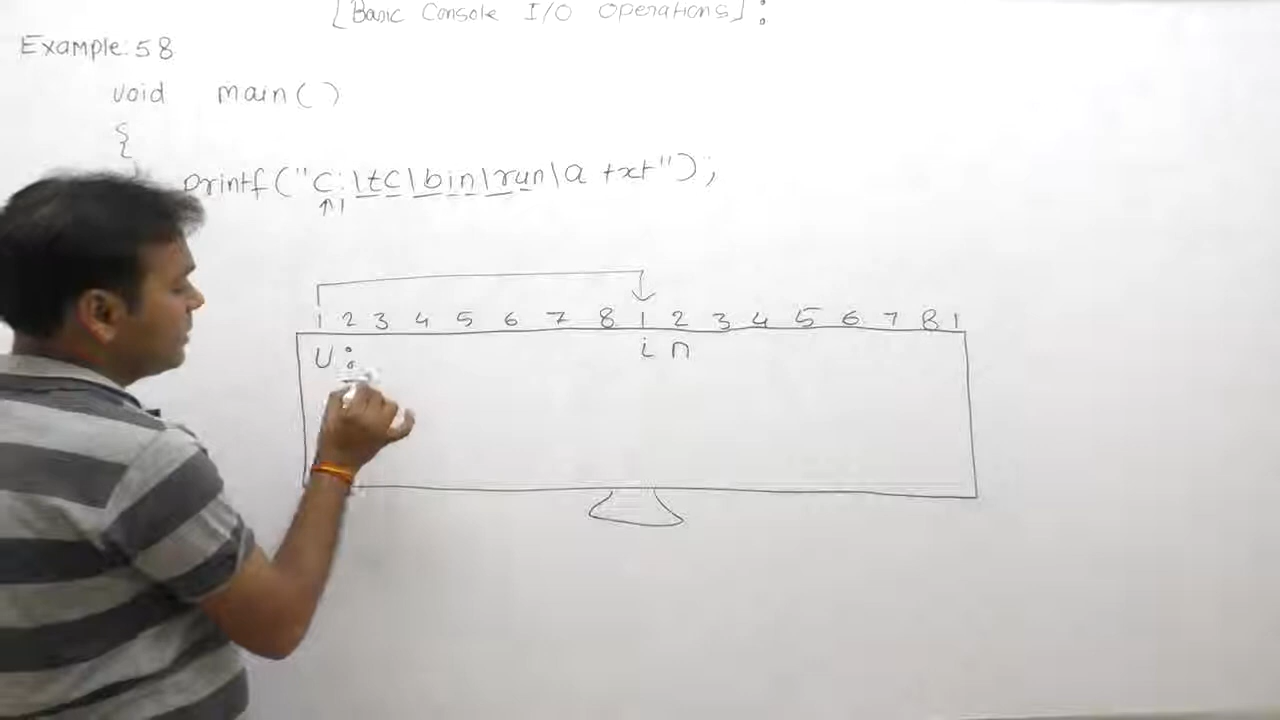 [Basic Console I/O Operations]:
Example: 58
void main( )
{
printf("C:\tc\bin\run\a txt");
↑1
1 2 3 4 5 6 7 8 1 2 3 4 5 6 7 8 1
U : i n